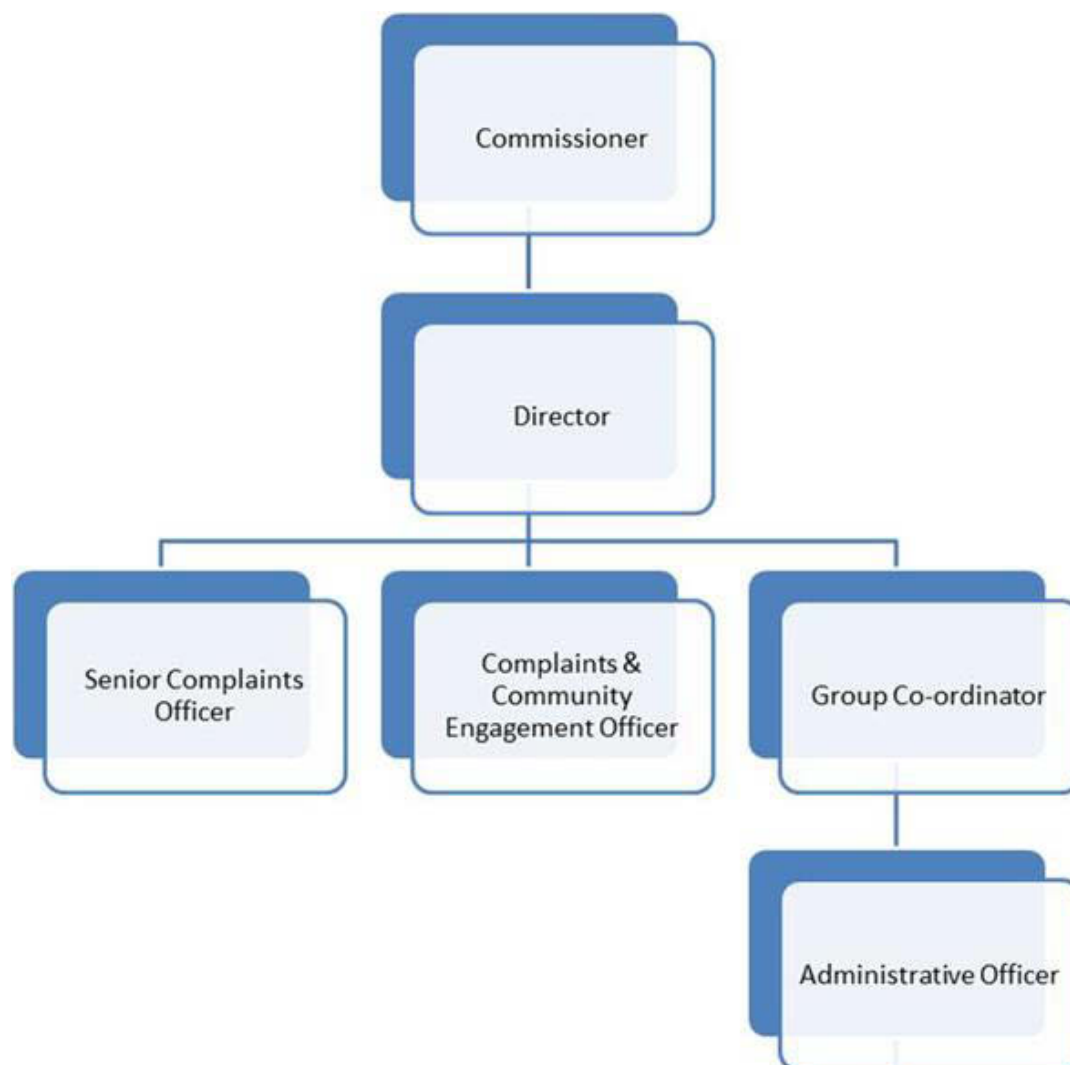 Commissioner
Director
Senior Complaints
Officer
Complaints &
Community
Engagement Officer
Group Co-ordinator
Administrative Officer